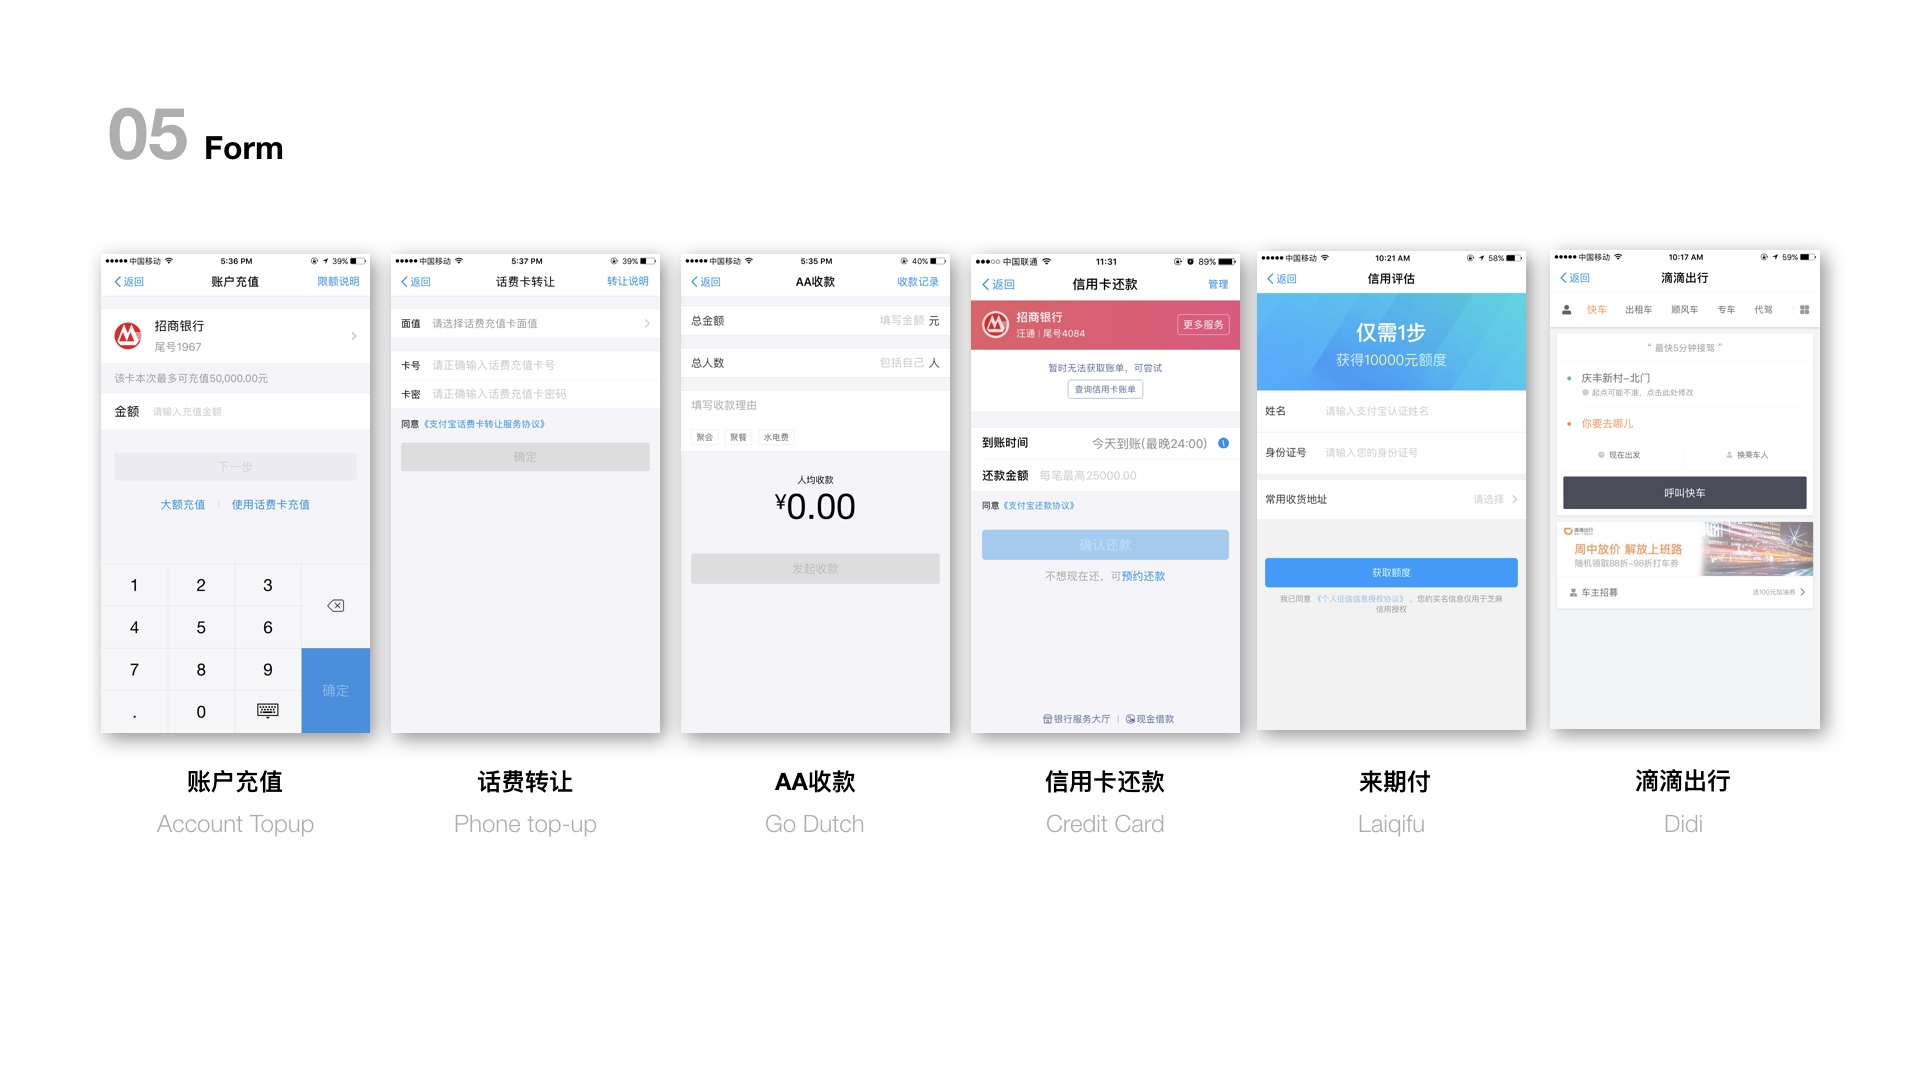 05 Form
中国移动 5:36 PM 39%
返回 账户充值 限额说明
招商银行
尾号1967
该卡本次最多可充值50,000.00元
金额 请输入充值金额
下一步
大额充值 使用话费卡充值
1 2 3
4 5 6
7 8 9
确定
. 0
账户充值
Account Topup
中国移动 5:37 PM 39%
返回 话费卡转让 转让说明
面值 请选择话费充值卡面值
卡号 请正确输入话费充值卡卡号
卡密 请正确输入话费充值卡密码
同意《支付宝话费卡转让服务协议》
确定
话费转让
Phone top-up
中国移动 5:35 PM 40%
返回 AA收款 收款记录
总金额 填写金额 元
总人数 包括自己 人
填写收款理由
聚会 聚餐 水电费
人均收款
¥0.00
发起收款
AA收款
Go Dutch
中国联通 11:31 89%
返回 信用卡还款 管理
招商银行
汪通 | 尾号4084
更多服务
暂时无法获取账单，可尝试
查询信用卡账单
到账时间 今天到账(最晚24:00)
还款金额 每笔最高25000.00
同意《支付宝还款协议》
确认还款
不想现在还，可预约还款
银行服务大厅 | 现金借款
信用卡还款
Credit Card
中国移动 10:21 AM 58%
返回 信用评估
仅需1步
获得10000元额度
姓名 请输入支付宝认证姓名
身份证号 请输入您的身份证号
常用收货地址 请选择
获取额度
我已同意《个人征信信息授权协议》，您的实名信息仅用于芝麻
信用授权
来期付
Laiqifu
中国移动 10:17 AM 59%
返回 滴滴出行
快车 出租车 顺风车 专车 代驾
“ 最快5分钟接驾 ”
庆丰新村-北门
起点可能不准，点击此处修改
你要去哪儿
现在出发 换乘车人
呼叫快车
滴滴出行
周中放价 解放上班路
随机领取88折-98折打车券
车主招募 送100元加油券
滴滴出行
Didi